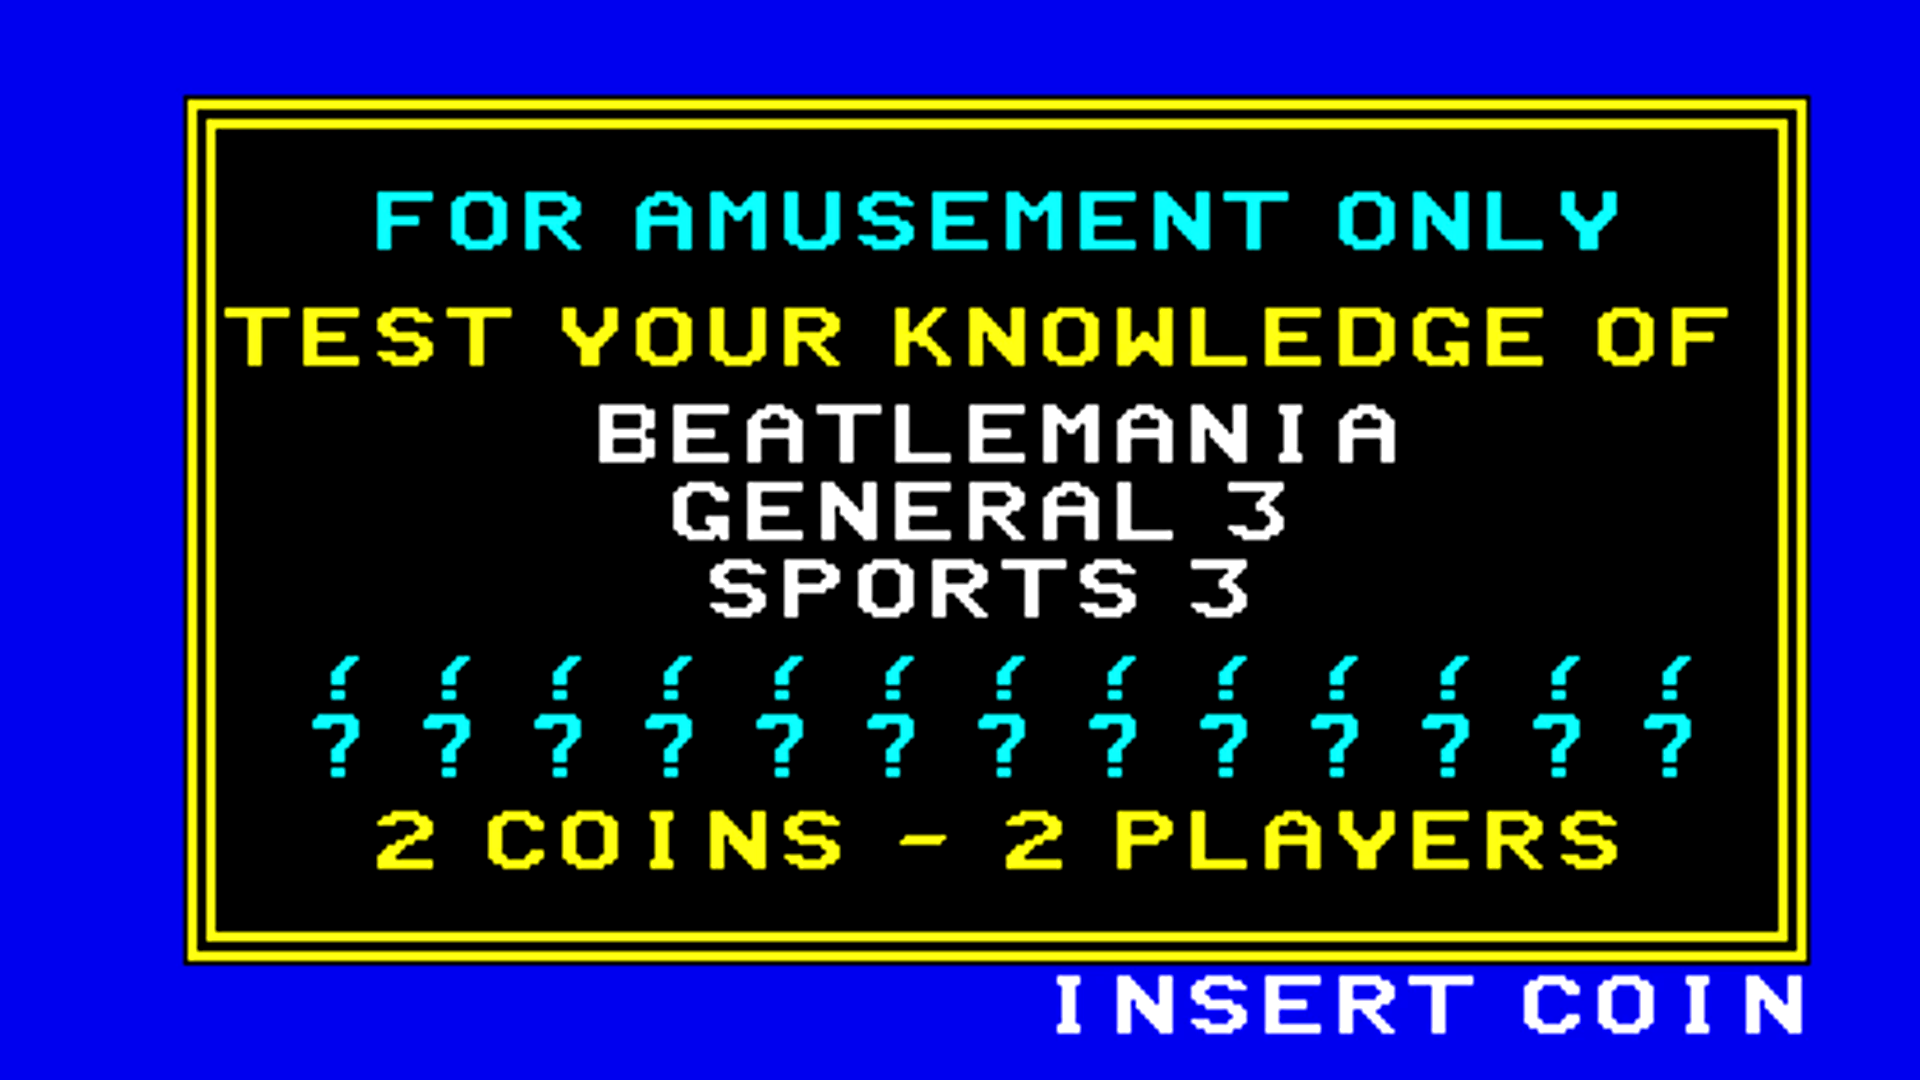 FOR AMUSEMENT ONLY
TEST YOUR KNOWLEDGE OF
BEATLEMANIA
GENERAL 3
SPORTS 3
? ? ? ? ? ? ? ? ? ? ? ? ?
? ? ? ? ? ? ? ? ? ? ? ? ?
2 COINS - 2 PLAYERS
INSERT COIN